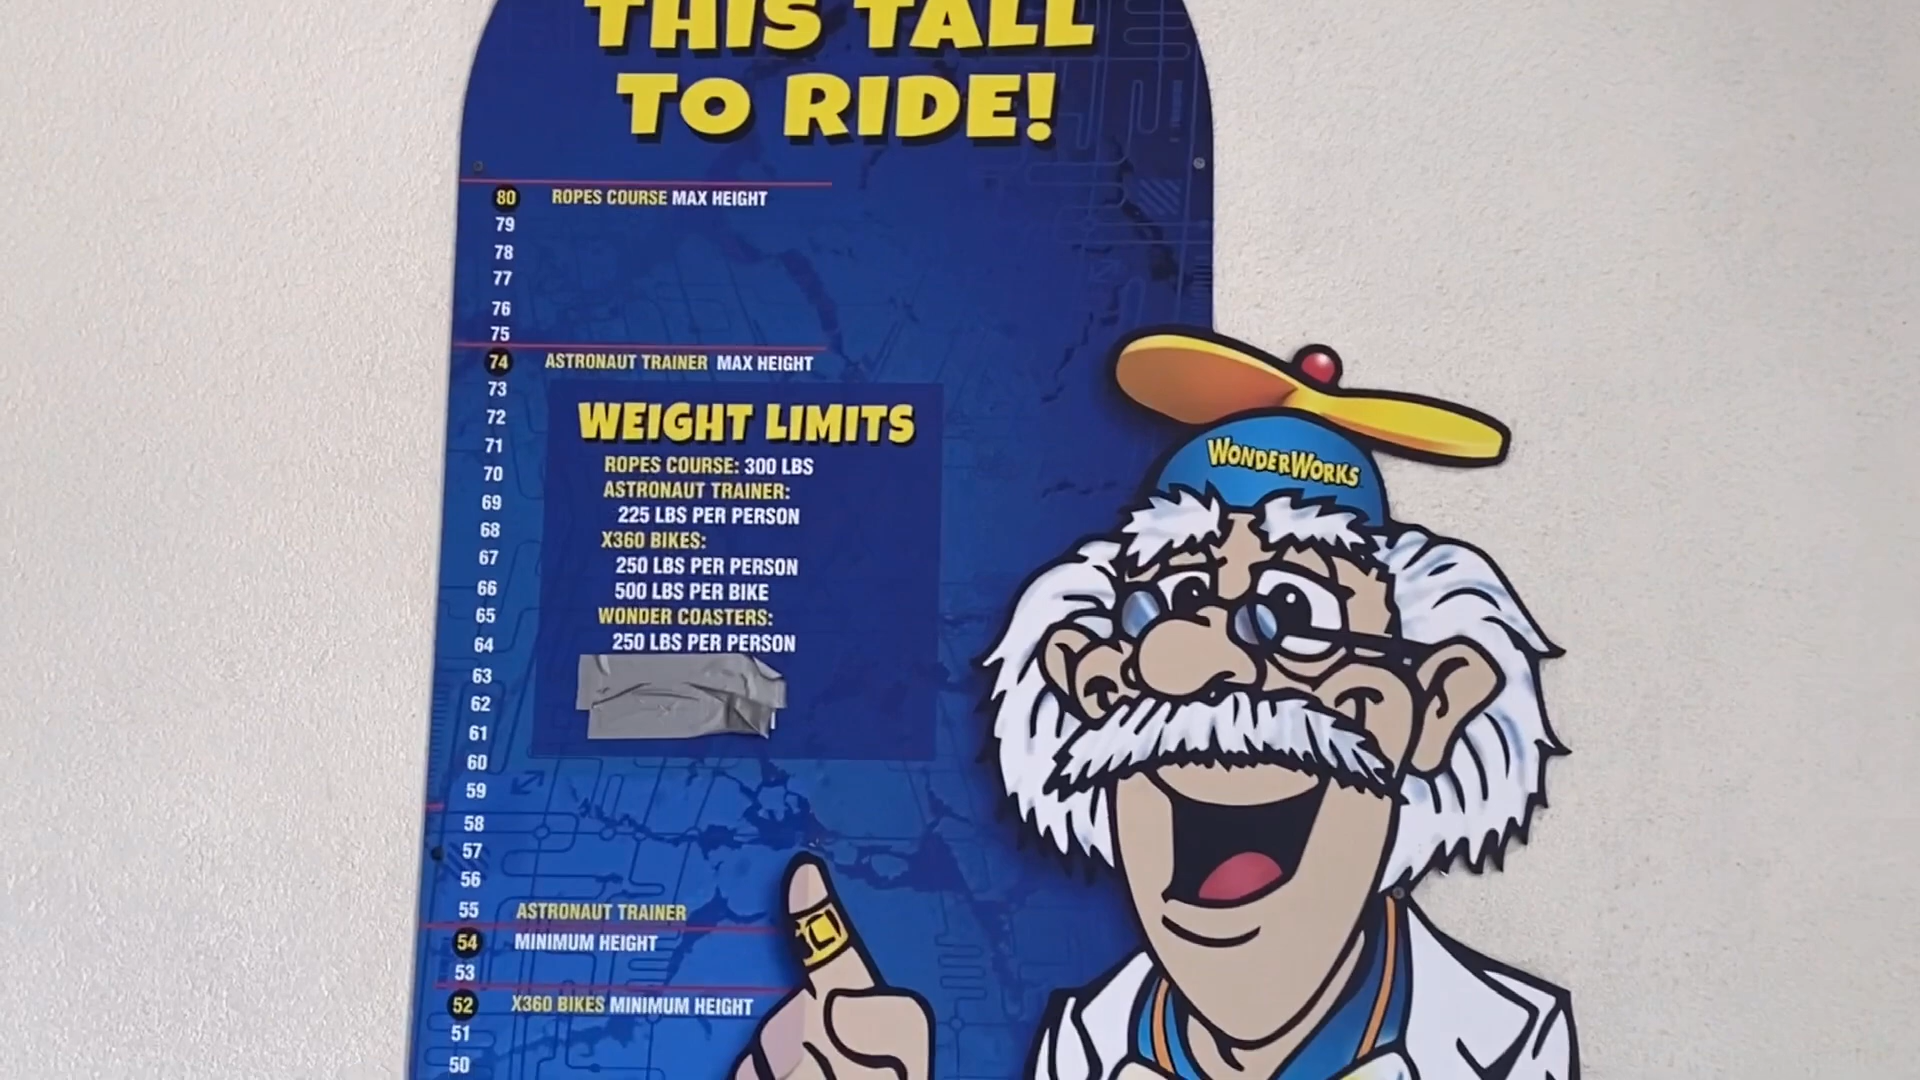 THIS TALL
TO RIDE!
80 ROPES COURSE MAX HEIGHT
79
78
77
76
75
74 ASTRONAUT TRAINER MAX HEIGHT
73
72
71
70
69
68
67
66
65
64
63
62
61
60
59
58
57
56
55 ASTRONAUT TRAINER
54 MINIMUM HEIGHT
53
52 X360 BIKES MINIMUM HEIGHT
51
50
WEIGHT LIMITS
ROPES COURSE: 300 LBS
ASTRONAUT TRAINER:
225 LBS PER PERSON
X360 BIKES:
250 LBS PER PERSON
500 LBS PER BIKE
WONDER COASTERS:
250 LBS PER PERSON
WONDERWORKS